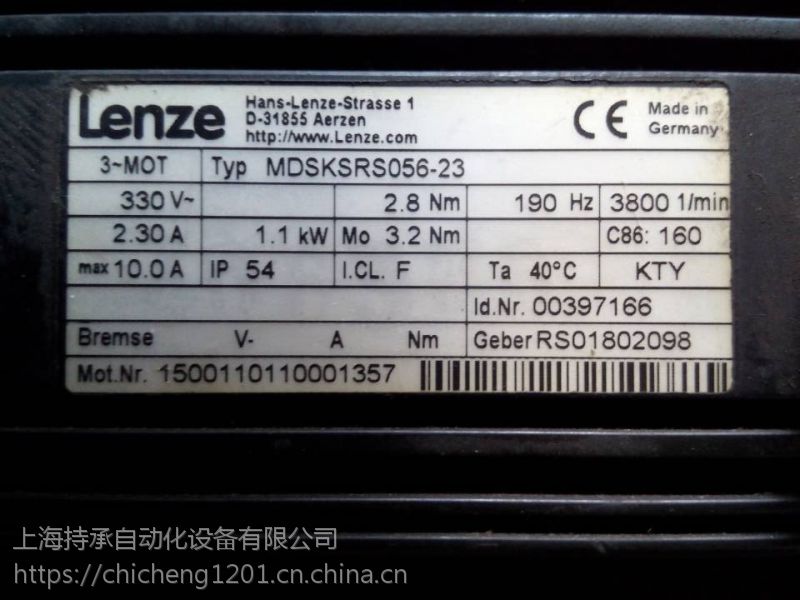 Lenze
Hans-Lenze-Strasse 1
D-31855 Aerzen
http://www.Lenze.com
CE
Made in
Germany
3~MOT Typ MDSKSRS056-23
330 V~ 2.8 Nm 190 Hz 3800 1/min
2.30 A 1.1 kW Mo 3.2 Nm C86: 160
max 10.0 A IP 54 I.CL. F Ta 40°C KTY
Id.Nr. 00397166
Bremse V- A Nm Geber RS01802098
Mot.Nr. 1500110110001357
上海持承自动化设备有限公司
https://chicheng1201.cn.china.cn